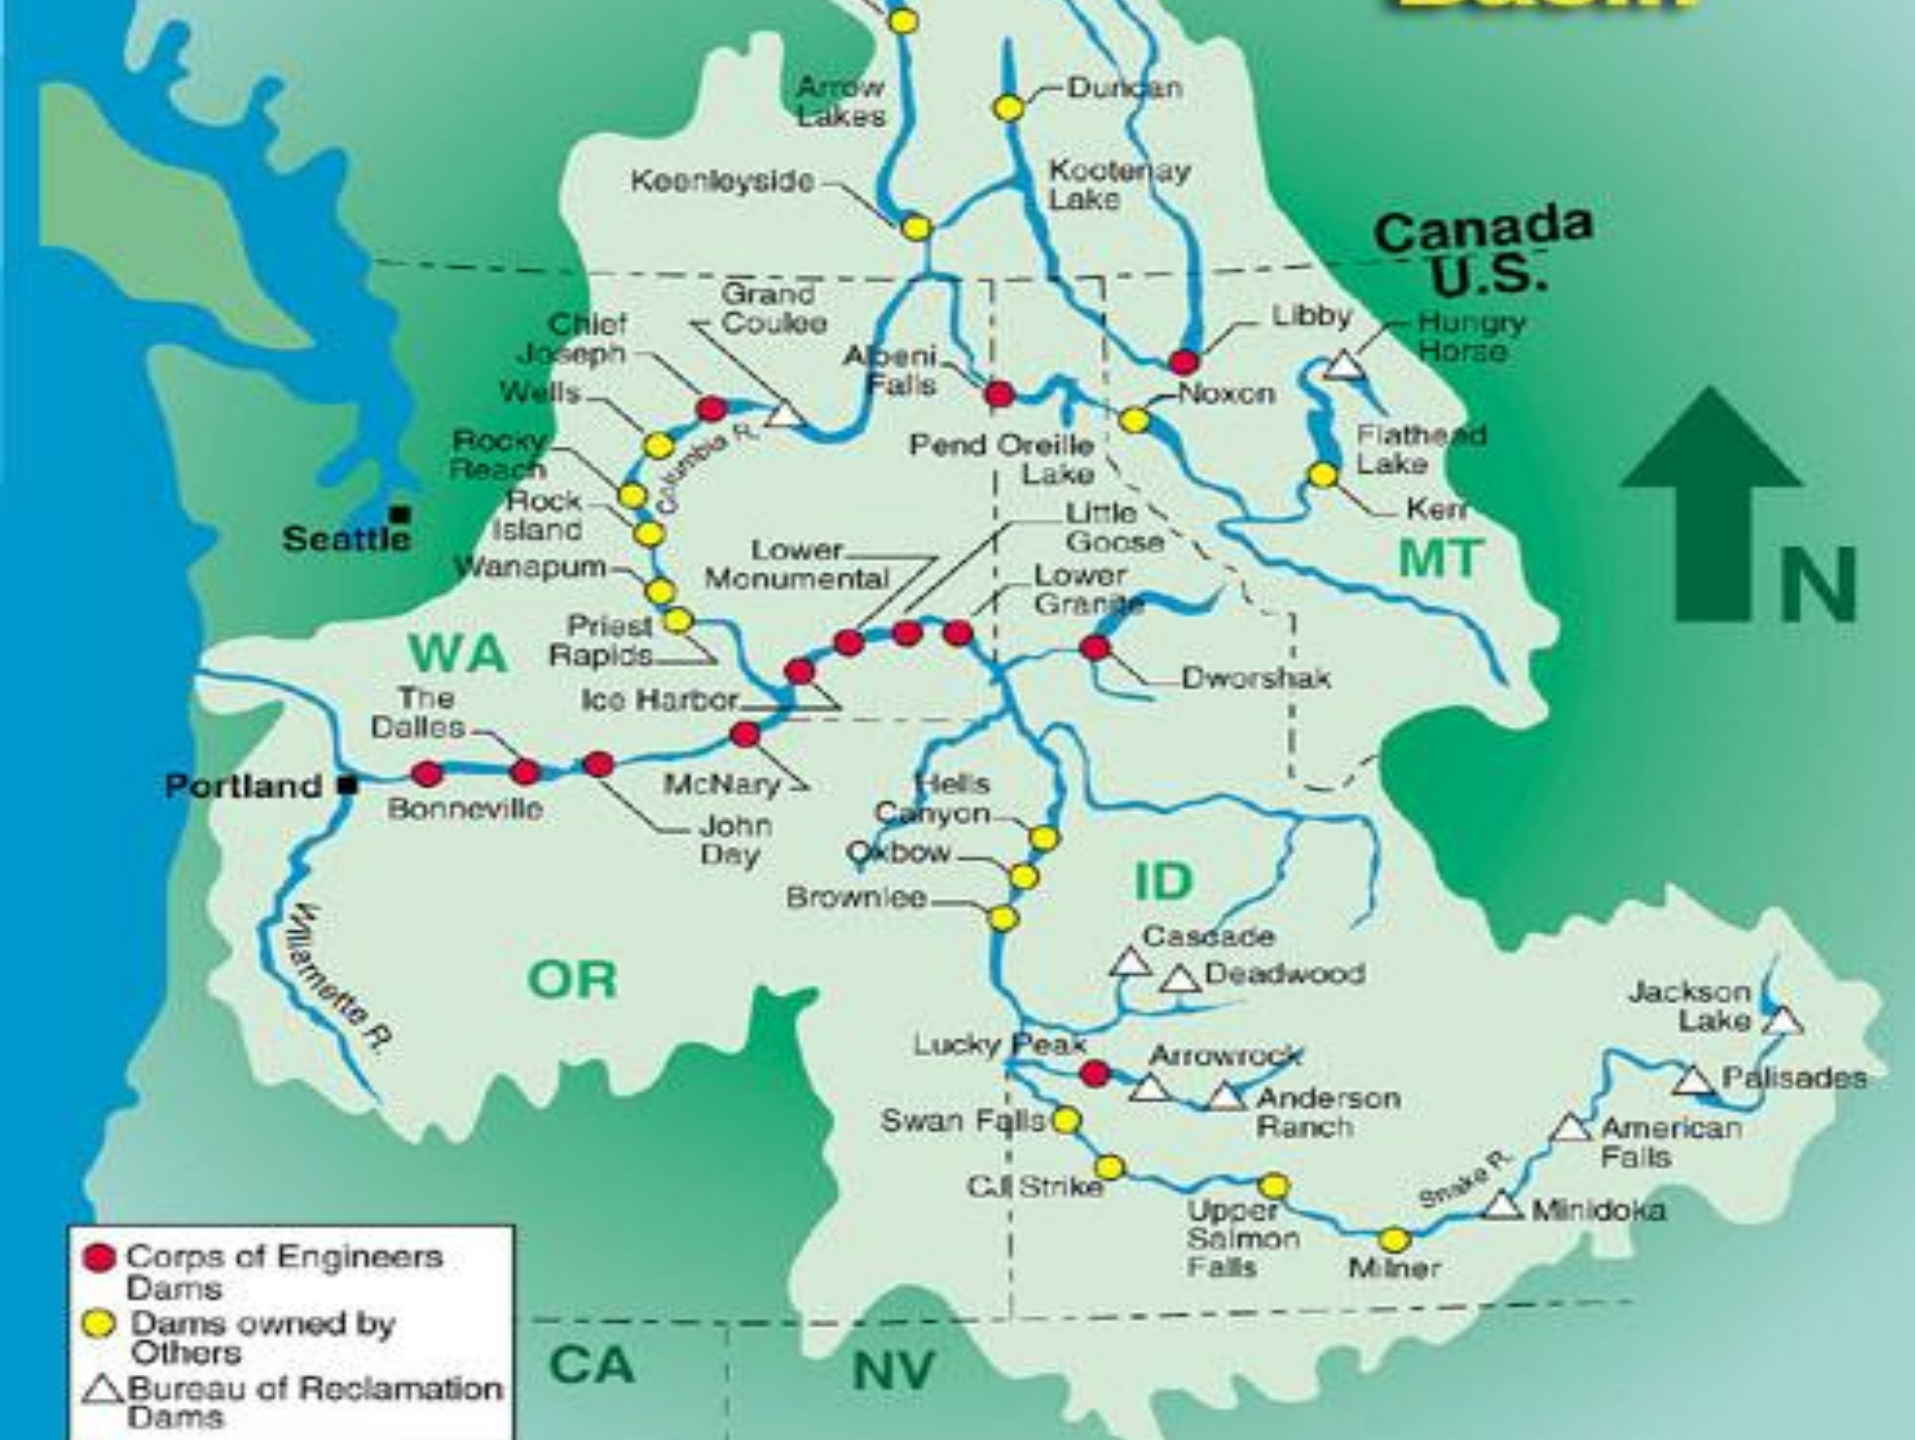 Arrow
Lakes
Duncan
Keenleyside
Kootenay
Lake
Canada
U.S.
Grand
Coulee
Chief
Joseph
Libby
Hungry
Horse
Albeni
Falls
Wells
Noxon
Columbia R.
Rocky
Reach
Pend Oreille
Lake
Flathead
Lake
Rock
Island
Kerr
Seattle
Little
Goose
Lower
Monumental
MT
Wanapum
Lower
Granite
N
Priest
Rapids
WA
Dworshak
Ice Harbor
The
Dalles
Portland
Bonneville
McNary
John
Day
Hells
Canyon
Oxbow
Brownlee
ID
OR
Willamette R.
Cascade
Deadwood
Jackson
Lake
Lucky Peak
Arrowrock
Palisades
Anderson
Ranch
Swan Falls
American
Falls
CJ Strike
Snake R.
Upper
Salmon
Falls
Minidoka
Milner
Corps of Engineers
Dams
Dams owned by
Others
Bureau of Reclamation
Dams
CA
NV